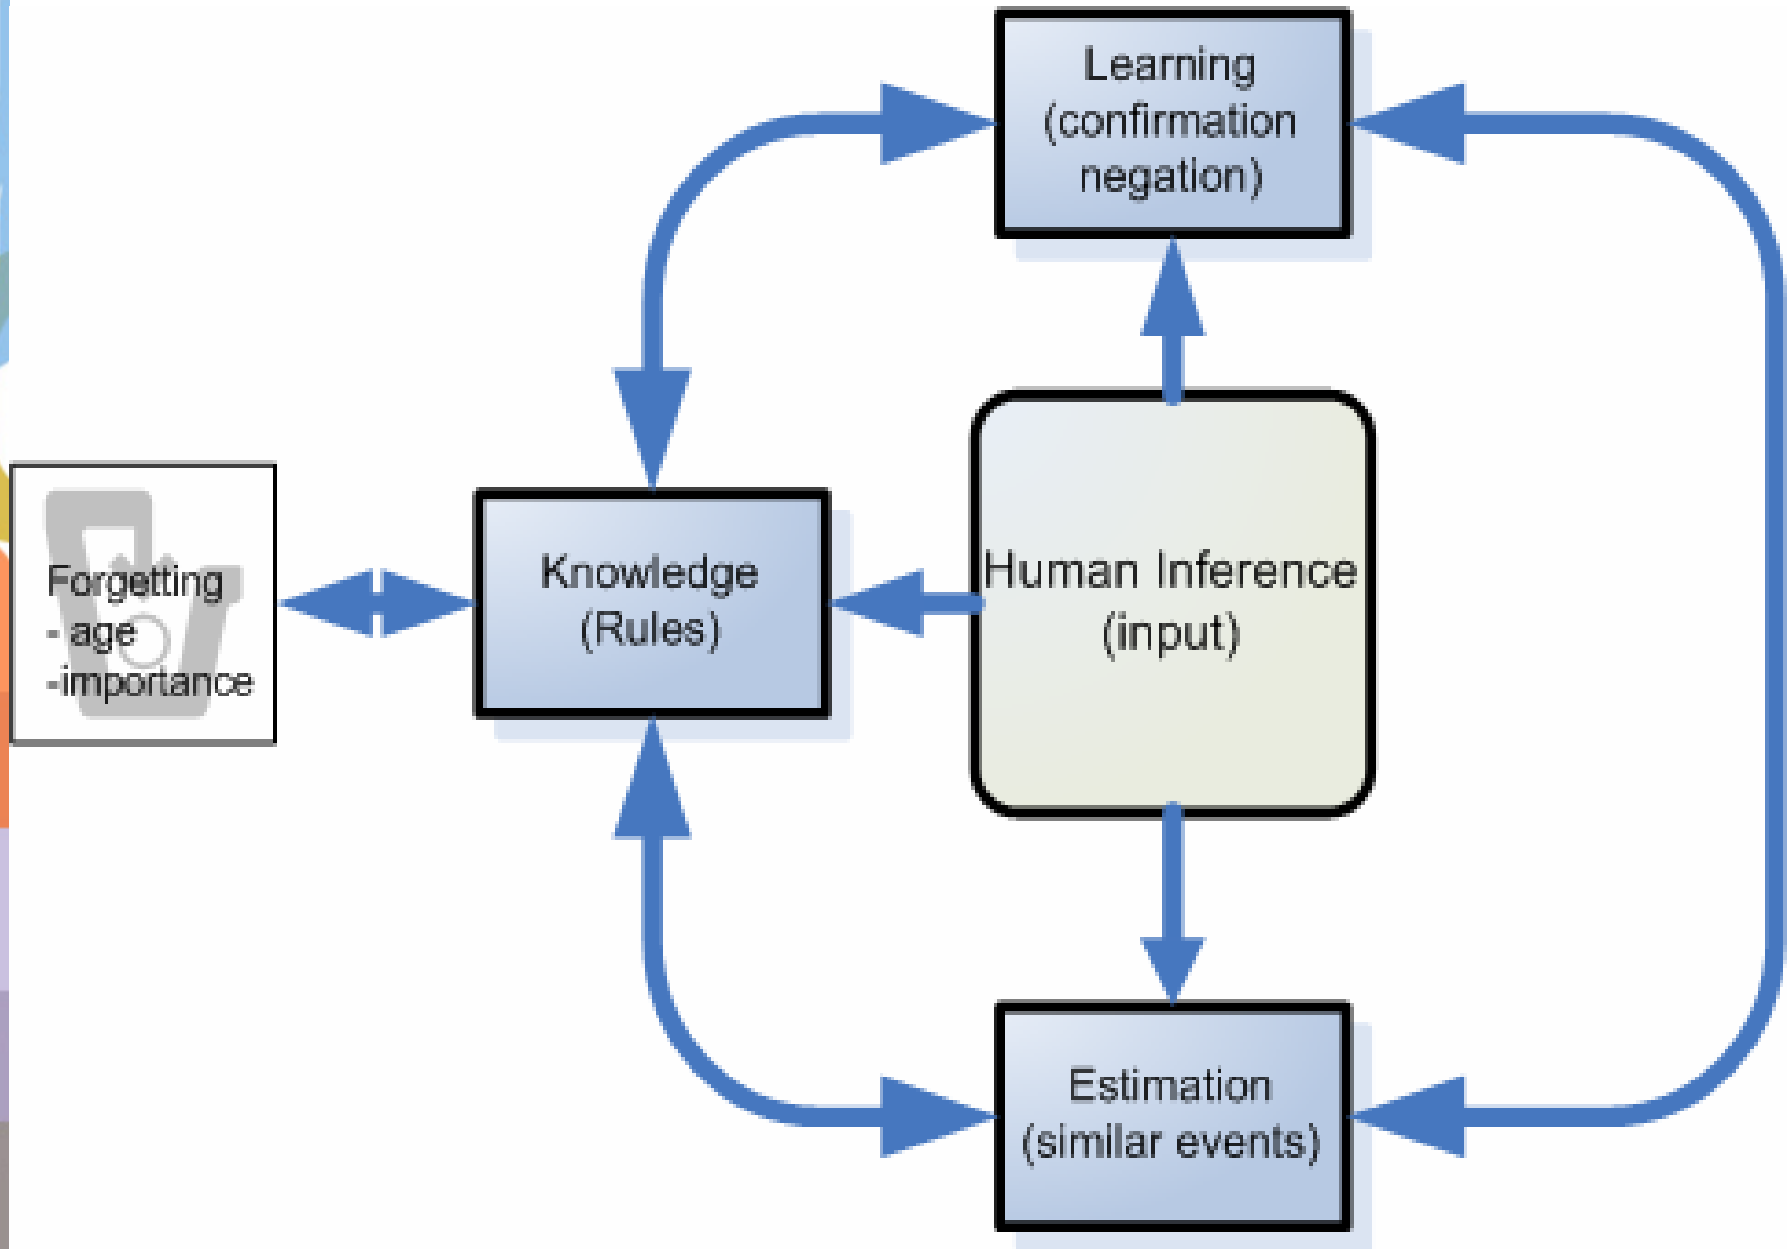 Learning
(confirmation
negation)
Forgetting
- age
-importance
Knowledge
(Rules)
Human Inference
(input)
Estimation
(similar events)